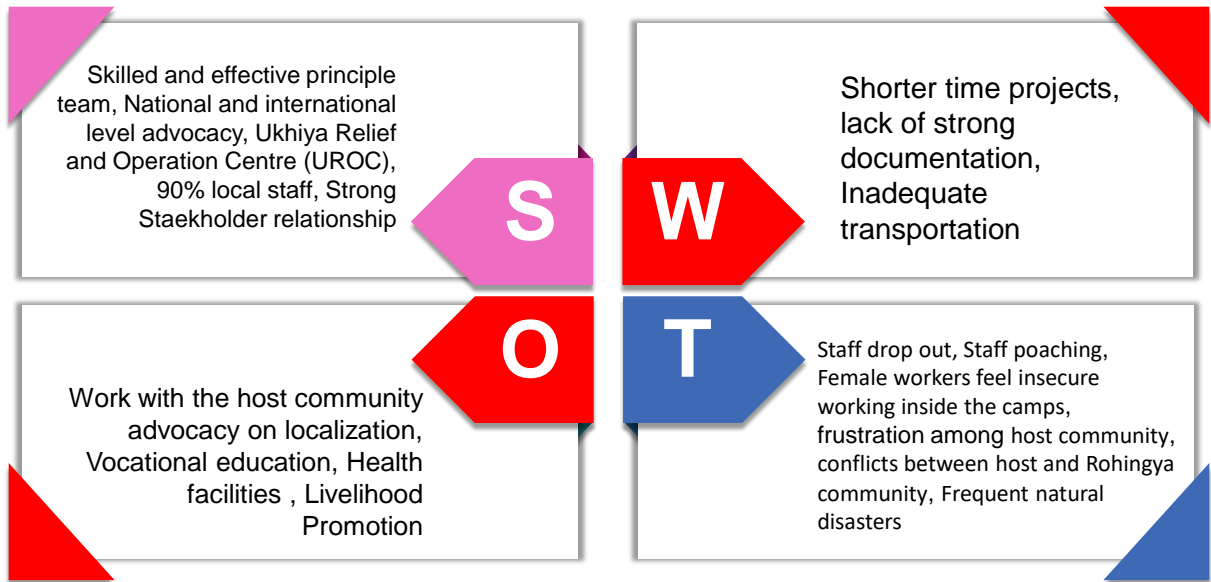 Skilled and effective principle
team, National and international
level advocacy, Ukhiya Relief
and Operation Centre (UROC),
90% local staff, Strong
Staekholder relationship
S
W
Shorter time projects,
lack of strong
documentation,
Inadequate
transportation
Work with the host community
advocacy on localization,
Vocational education, Health
facilities , Livelihood
Promotion
O
T
Staff drop out, Staff poaching,
Female workers feel insecure
working inside the camps,
frustration among host community,
conflicts between host and Rohingya
community, Frequent natural
disasters